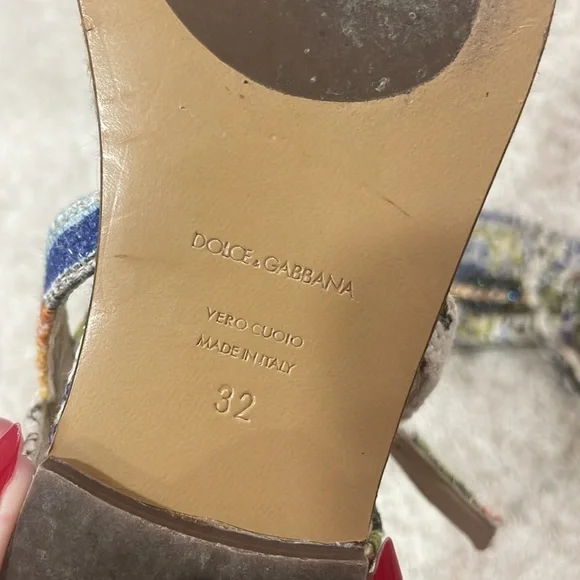 DOLCE & GABBANA
VERO CUOIO
MADE IN ITALY
32